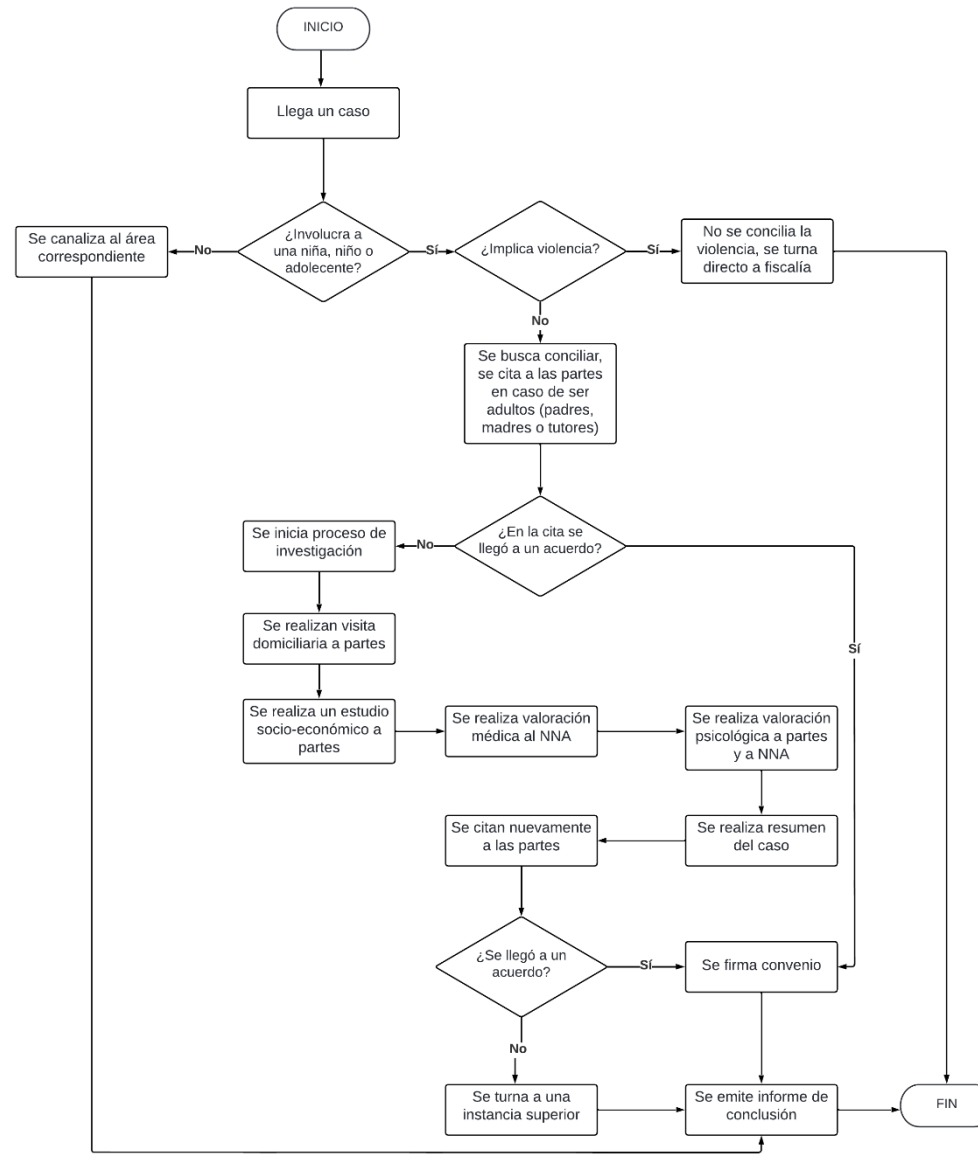 INICIO
Llega un caso
¿Involucra a
una niña, niño o
adolecente?
No
Se canaliza al área
correspondiente
Sí
¿Implica violencia?
Sí
No se concilia la
violencia, se turna
directo a fiscalía
No
Se busca conciliar,
se cita a las partes
en caso de ser
adultos (padres,
madres o tutores)
¿En la cita se
llegó a un acuerdo?
No
Sí
Se inicia proceso de
investigación
Se realizan visita
domiciliaria a partes
Se realiza un estudio
socio-económico a
partes
Se realiza valoración
médica al NNA
Se realiza valoración
psicológica a partes
y a NNA
Se realiza resumen
del caso
Se citan nuevamente
a las partes
¿Se llegó a un
acuerdo?
Sí
Se firma convenio
No
Se turna a una
instancia superior
Se emite informe de
conclusión
FIN